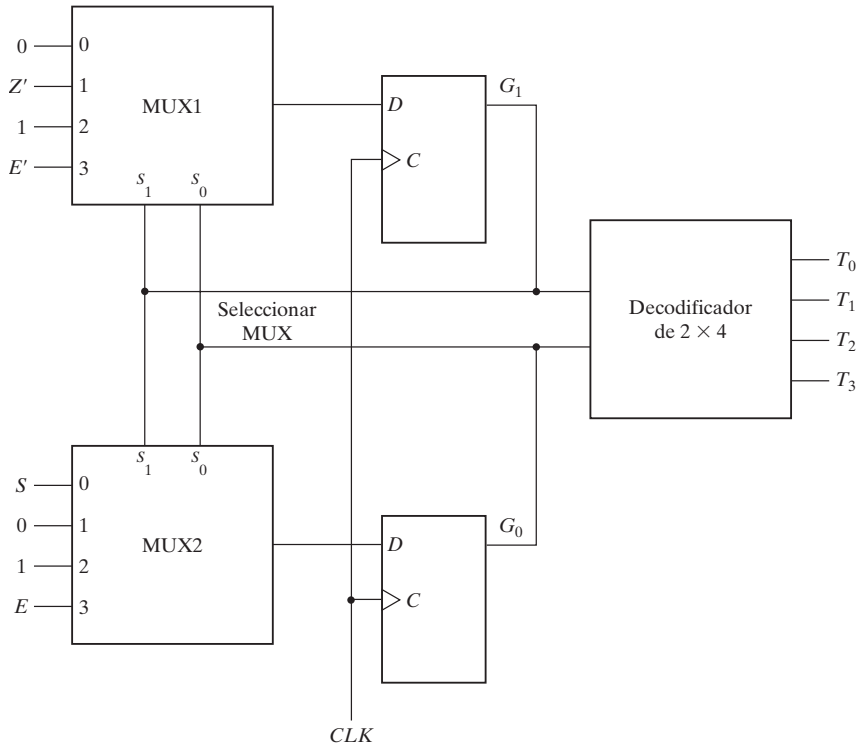 0
Z′
1
E′
0
1
2
3
MUX1
s1
s0
D
C
G1
Seleccionar
MUX
Decodificador
de 2 × 4
T0
T1
T2
T3
s1
s0
S
0
1
E
0
1
2
3
MUX2
D
C
G0
CLK